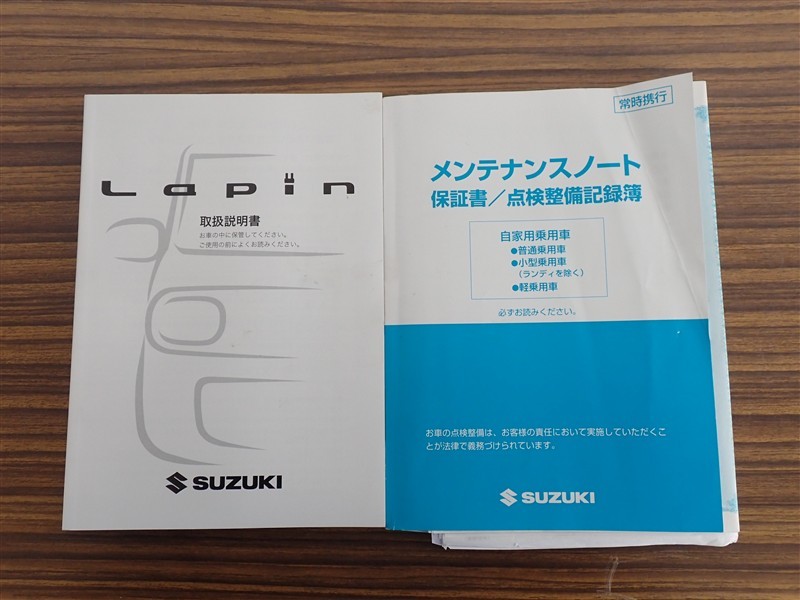 Lapin
取扱説明書
お車の中に保管してください。
ご使用の前によくお読みください。
SUZUKI
常時携行
メンテナンスノート
保証書／点検整備記録簿
自家用乗用車
●普通乗用車
●小型乗用車
（ランディを除く）
●軽乗用車
必ずお読みください。
お車の点検整備は、お客様の責任において実施していただくこ
とが法律で義務づけられています。
SUZUKI